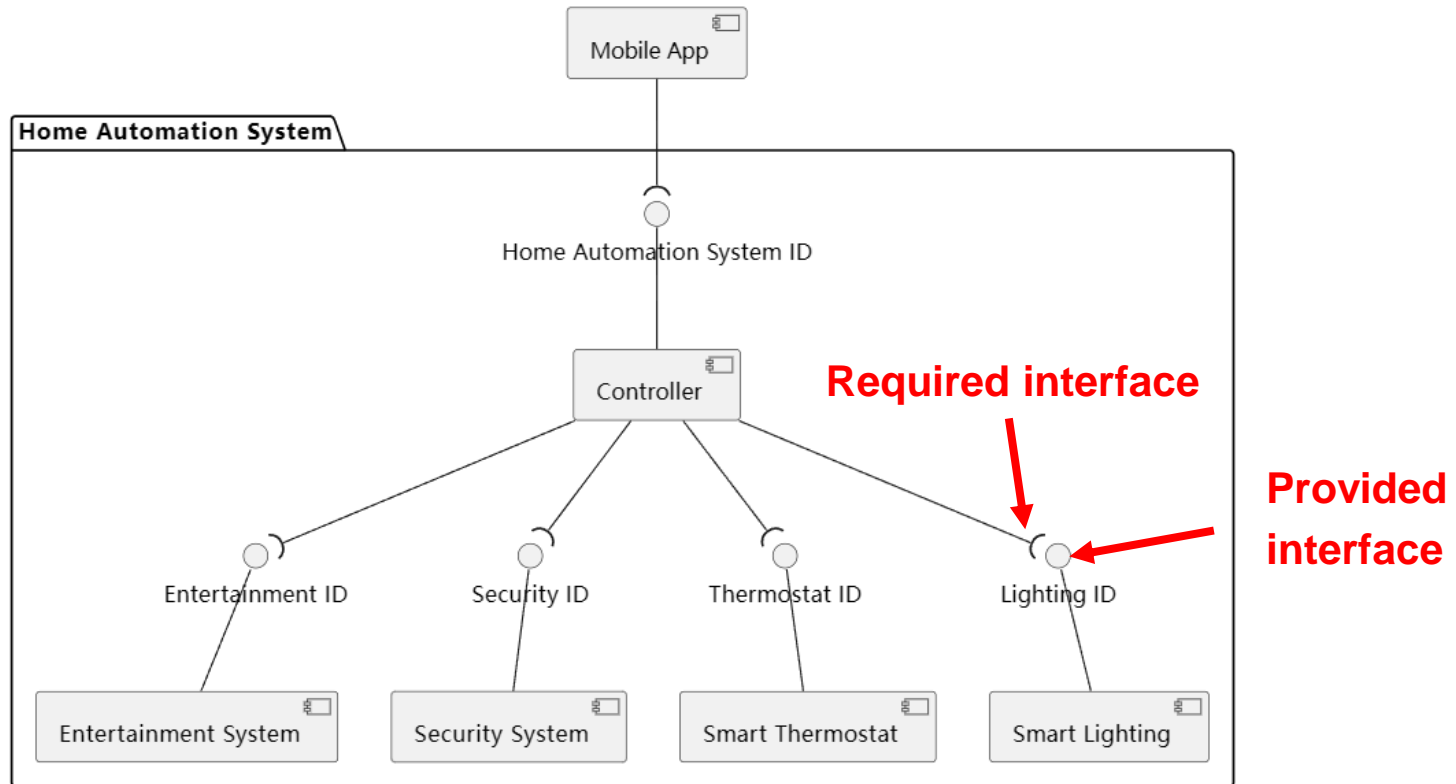 Mobile App
Home Automation System
Home Automation System ID
Controller
Required interface
Provided
interface
Entertainment ID
Security ID
Thermostat ID
Lighting ID
Entertainment System
Security System
Smart Thermostat
Smart Lighting